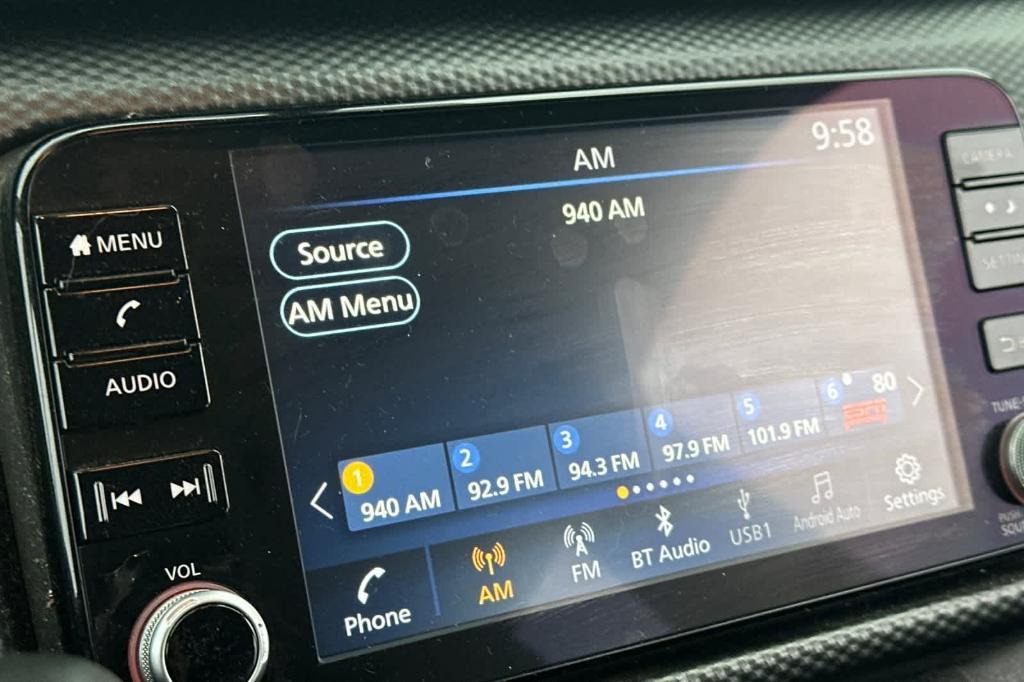 AM
9:58
940 AM
MENU
Source
AM Menu
AUDIO
CAMERA
1 940 AM
2 92.9 FM
3 94.3 FM
4 97.9 FM
5 101.9 FM
6 80
Phone
AM
FM
BT Audio
USB1
Android Auto
Settings
VOL